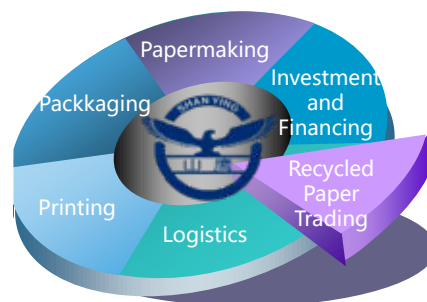 Papermaking
Investment
and
Financing
Packkaging
SHAN YING
Recycled
Paper
Trading
Printing
Logistics